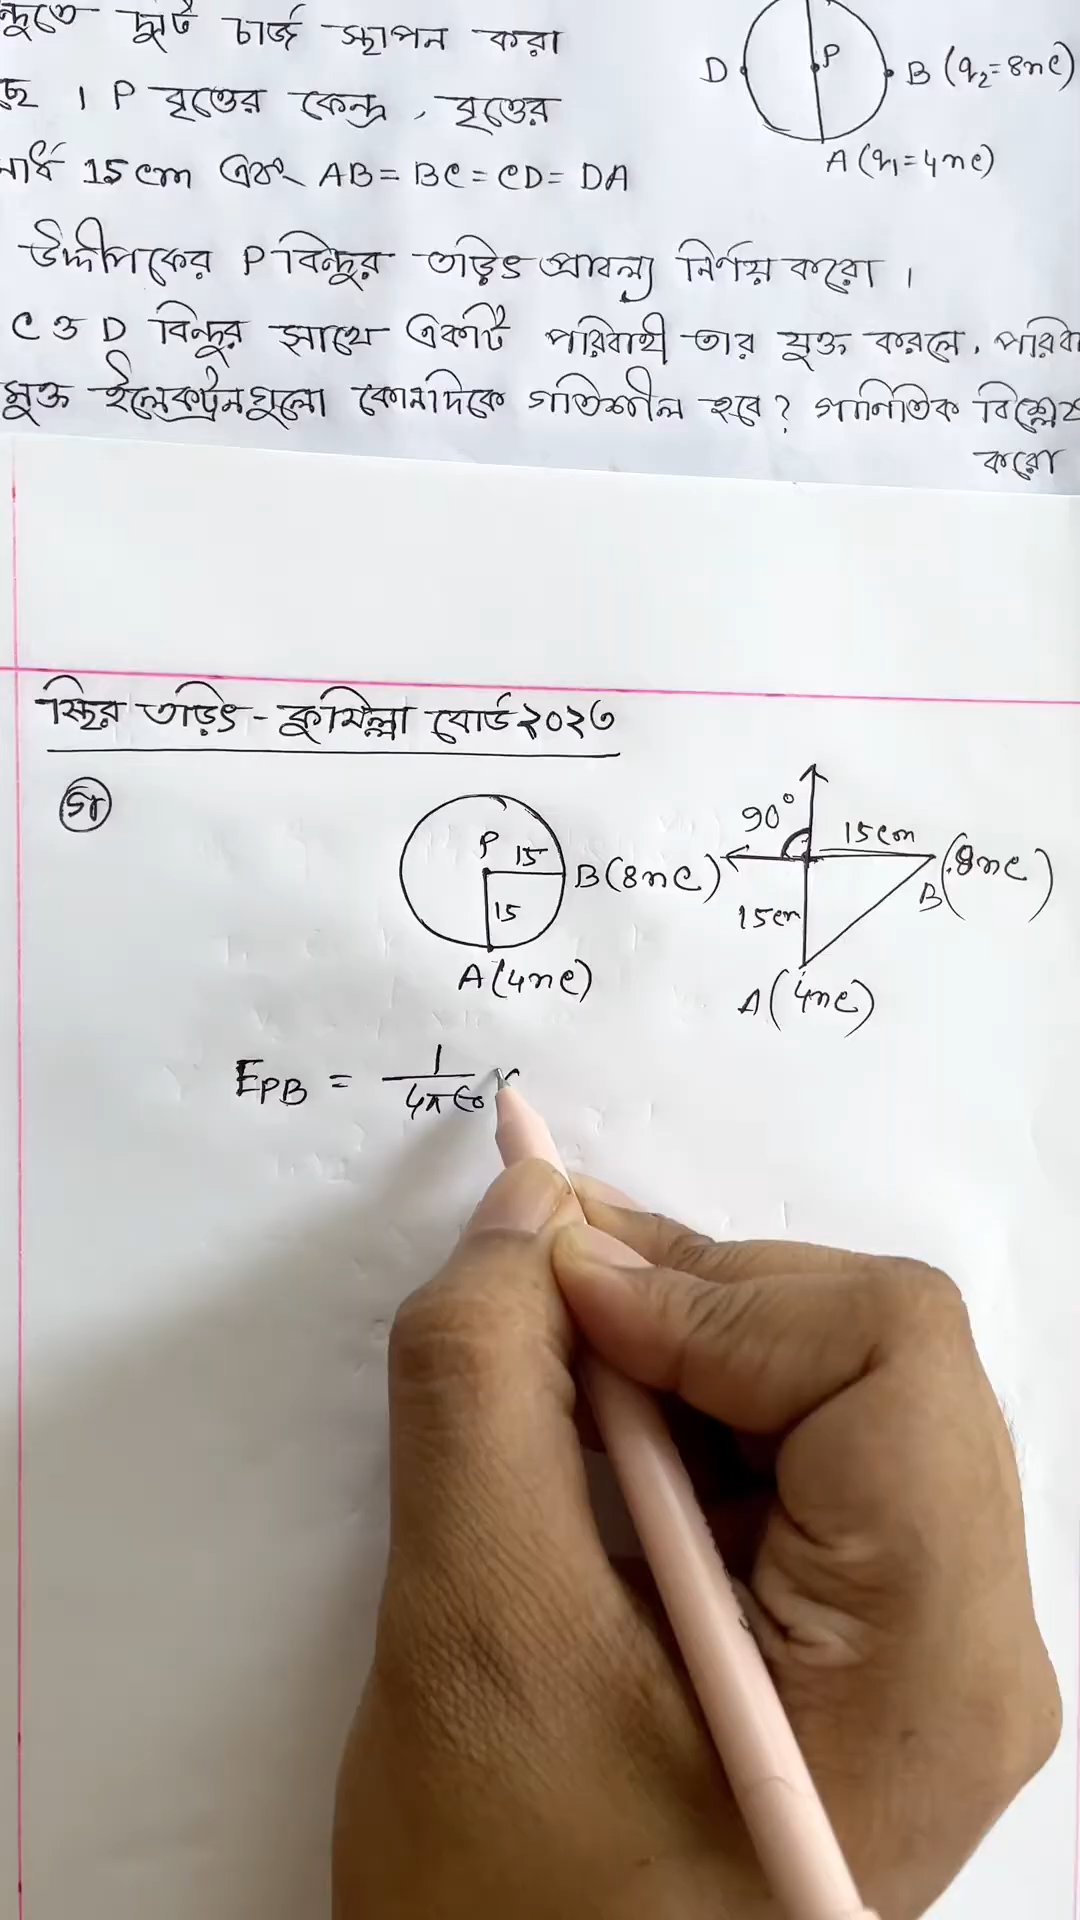 দুটি চার্জ স্থাপন করা
D P B (q₂=8nC)
। P বৃত্তের কেন্দ্র, বৃত্তের
A (q₁=4nC)
15 cm এবং AB = BC = CD = DA
উদ্দীপকের P বিন্দুর তড়িৎ প্রাবল্য নির্ণয় করো।
C ও D বিন্দুর সাথে একটি পরিবাহী তার যুক্ত করলে, পরিবা
মুক্ত ইলেকট্রনগুলো কোনদিকে গতিশীল হবে? গাণিতিক বিশ্লেষ
করো
স্থির তড়িৎ - কুমিল্লা বোর্ড ২০২৩
গ
P 15 B (8nC)
15
A (4nC)
90° 15cm B (8nC)
15cm
A (4nC)
E_PB = 1/4πϵ₀